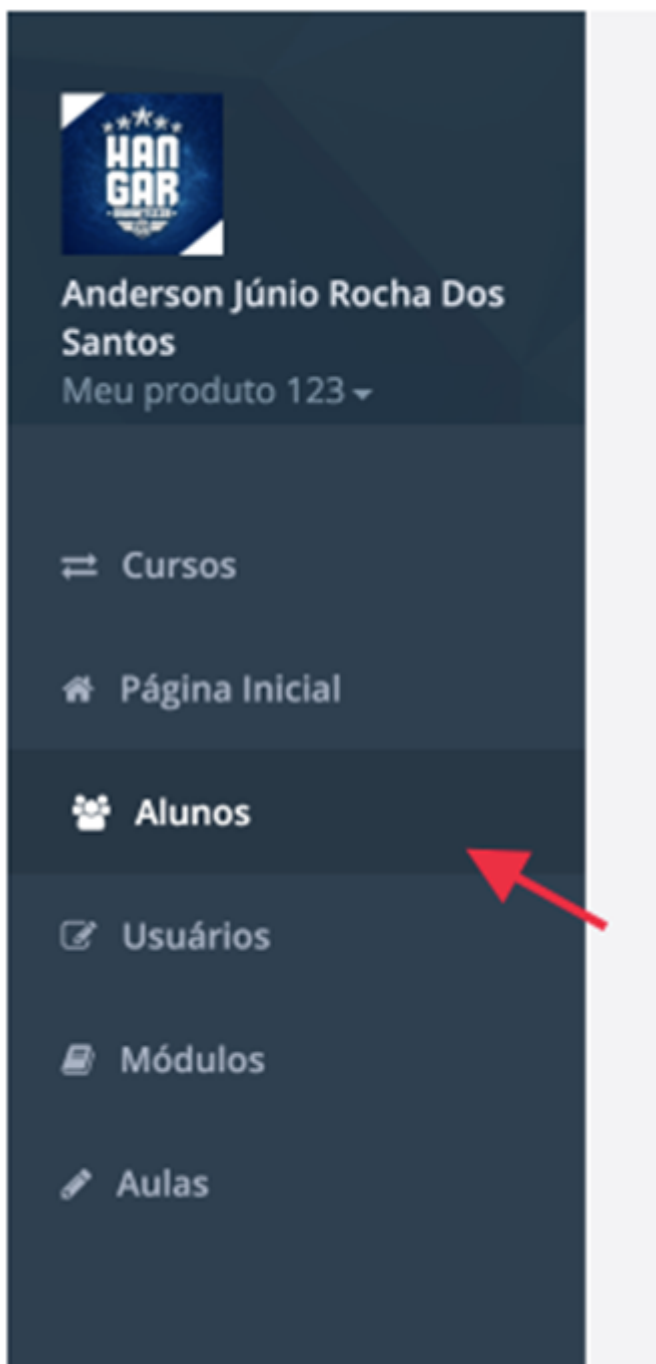 HAN
GAR
Anderson Júnio Rocha Dos
Santos
Meu produto 123
Cursos
Página Inicial
Alunos
Usuários
Módulos
Aulas